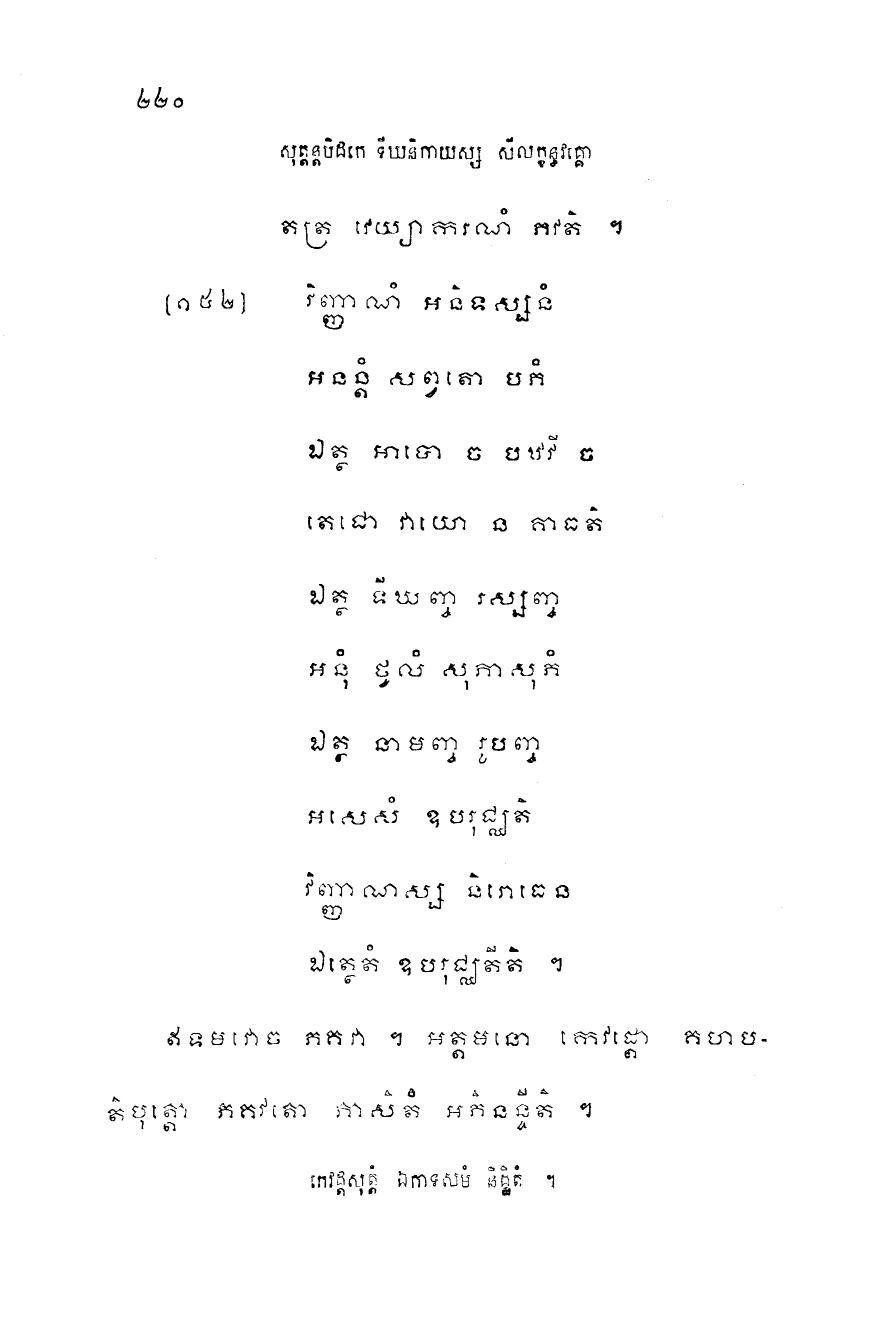 ២២០
សុត្តន្តបិដកេ ទីឃនិកាយស្ស សីលក្ខន្ធវគ្គោ
តត្រ វេយ្យាករណំ ភវតិ ។
[១៥២] វិញ្ញាណំ អនិទស្សនំ
អនន្តំ សព្វតោ បភំ
ឯត្ថ អាបោ ច បឋវី ច
តេជោ វាយោ ន គាធតិ
ឯត្ថ ទីឃញ្ច រស្សញ្ច
អនុំ ថូលំ សុភាសុភំ
ឯត្ថ នាមញ្ច រូបញ្ច
អសេសំ ឧបរុជ្ឈតិ
វិញ្ញាណស្ស និរោធេន
ឯត្ថេតំ ឧបរុជ្ឈតីតិ ។
ឥទមវោច ភគវា ។ អត្តមនោ កេវដ្តោ គហប-
តិបុត្តោ ភគវតោ ភាសិតំ អភិនន្ទីតិ ។
កេវដ្តសុត្តំ ឯកាទសមំ និដ្ឋិតំ ។